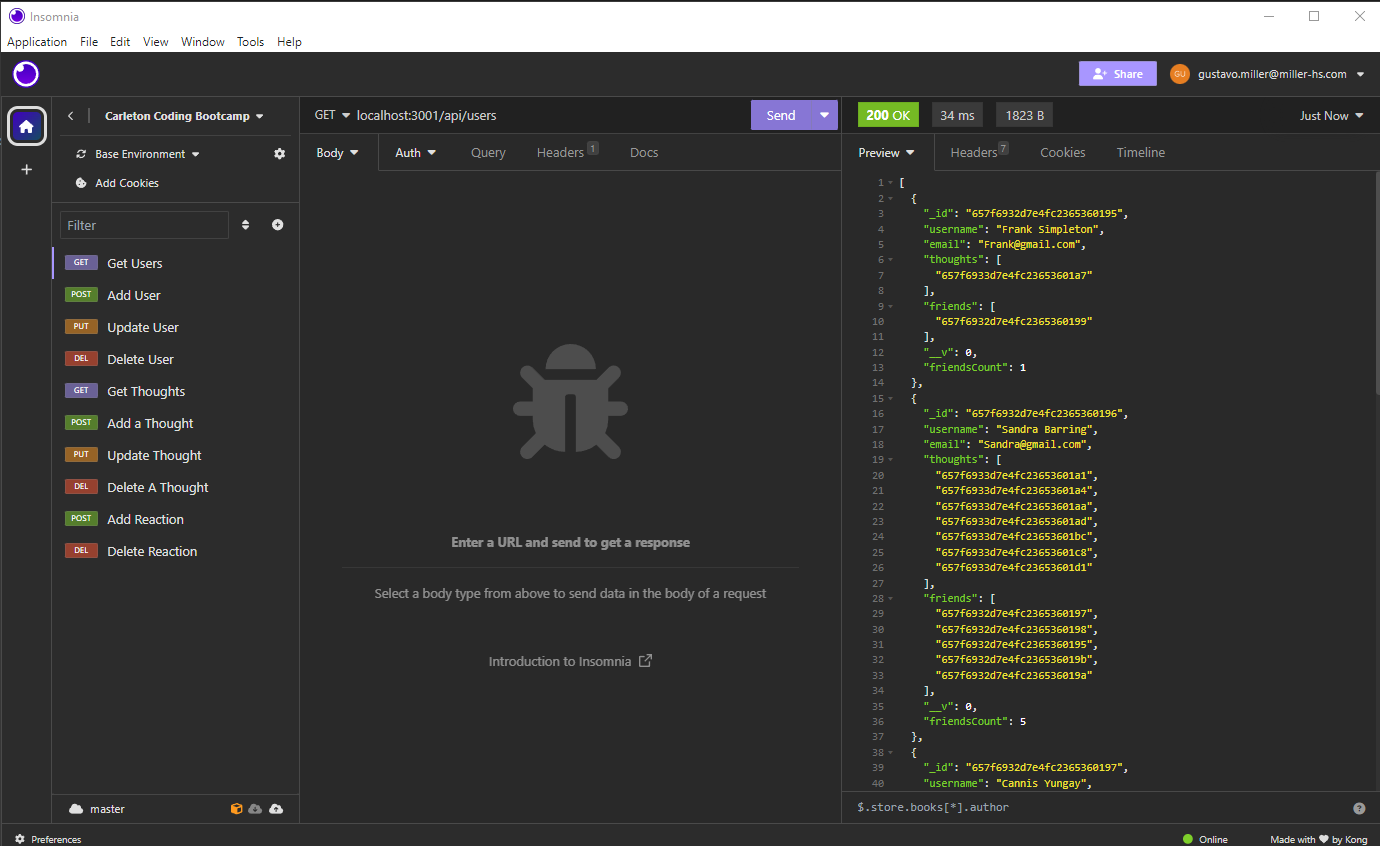 Insomnia
Application File Edit View Window Tools Help
Share
GU
gustavo.miller@miller-hs.com
Carleton Coding Bootcamp
Base Environment
Add Cookies
Filter
GET Get Users
POST Add User
PUT Update User
DEL Delete User
GET Get Thoughts
POST Add a Thought
PUT Update Thought
DEL Delete A Thought
POST Add Reaction
DEL Delete Reaction
master
Preferences
GET localhost:3001/api/users
Send
Body Auth Query Headers 1 Docs
Enter a URL and send to get a response
Select a body type from above to send data in the body of a request
Introduction to Insomnia
200 OK 34 ms 1823 B Just Now
Preview Headers 7 Cookies Timeline
1 [
2 {
3 "_id": "657f6932d7e4fc2365360195",
4 "username": "Frank Simpleton",
5 "email": "Frank@gmail.com",
6 "thoughts": [
7 "657f6933d7e4fc23653601a7"
8 ],
9 "friends": [
10 "657f6932d7e4fc2365360199"
11 ],
12 "__v": 0,
13 "friendsCount": 1
14 },
15 {
16 "_id": "657f6932d7e4fc2365360196",
17 "username": "Sandra Barring",
18 "email": "Sandra@gmail.com",
19 "thoughts": [
20 "657f6933d7e4fc23653601a1",
21 "657f6933d7e4fc23653601a4",
22 "657f6933d7e4fc23653601aa",
23 "657f6933d7e4fc23653601ad",
24 "657f6933d7e4fc23653601bc",
25 "657f6933d7e4fc23653601c8",
26 "657f6933d7e4fc23653601d1"
27 ],
28 "friends": [
29 "657f6932d7e4fc2365360197",
30 "657f6932d7e4fc2365360198",
31 "657f6932d7e4fc2365360195",
32 "657f6932d7e4fc236536019b",
33 "657f6932d7e4fc236536019a"
34 ],
35 "__v": 0,
36 "friendsCount": 5
37 },
38 {
39 "_id": "657f6932d7e4fc2365360197",
40 "username": "Cannis Yungay",
$.store.books[*].author
?
Online
Made with ♥ by Kong